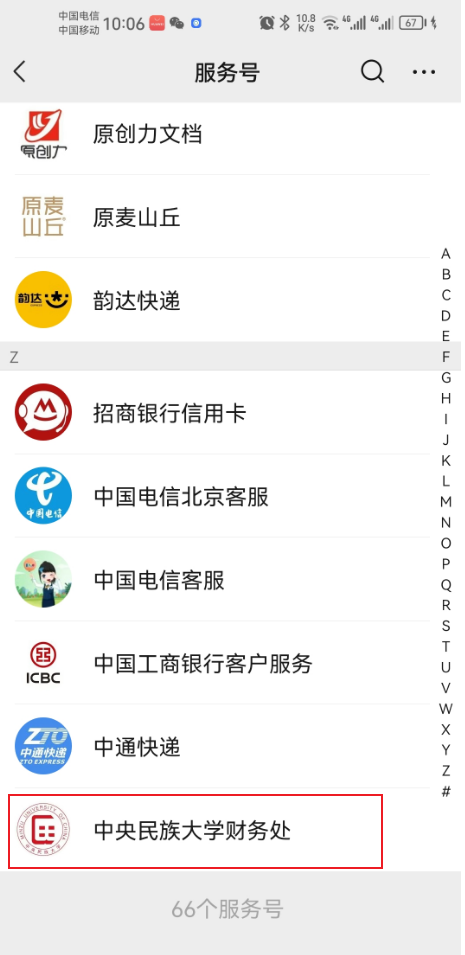 中国电信
中国移动
10:06
10.8
K/s
4G
4G
67
服务号
原创力
原创力文档
原麦
山丘
原麦山丘
韵达
韵达快递
Z
招商银行信用卡
中国电信
中国电信北京客服
中国电信客服
ICBC
中国工商银行客户服务
ZTO
中通快递
ZTO EXPRESS
中通快递
MINZU UNIVERSITY OF CHINA
中央民族大学财务处
66个服务号
A
B
C
D
E
F
G
H
I
J
K
L
M
N
O
P
Q
R
S
T
U
V
W
X
Y
Z
#